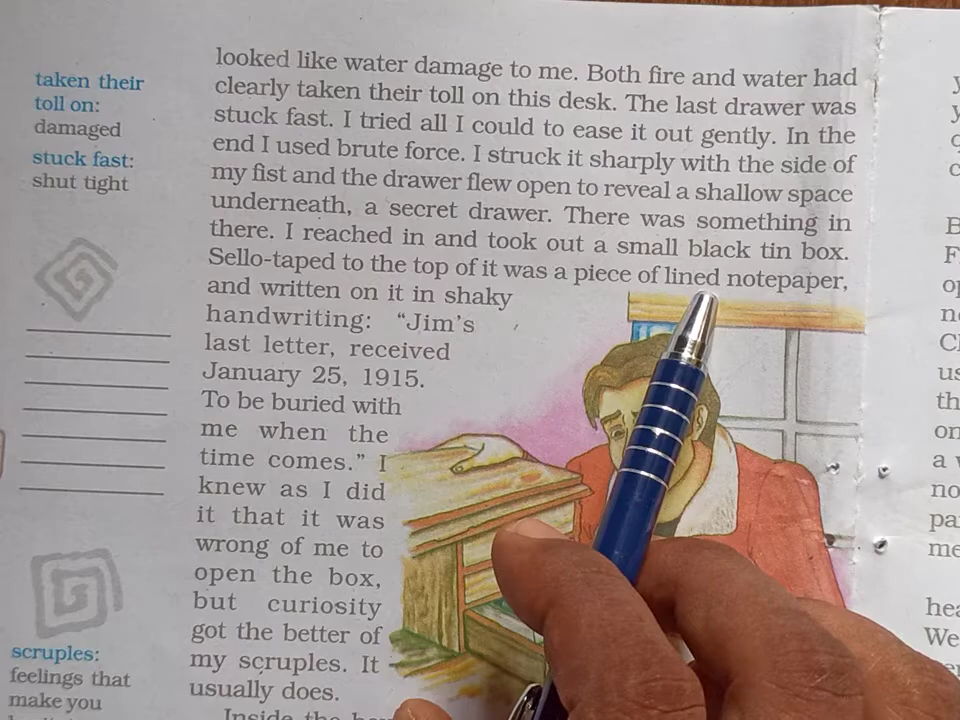 taken their
toll on:
damaged
stuck fast:
shut tight
looked like water damage to me. Both fire and water had
clearly taken their toll on this desk. The last drawer was
stuck fast. I tried all I could to ease it out gently. In the
end I used brute force. I struck it sharply with the side of
my fist and the drawer flew open to reveal a shallow space
underneath, a secret drawer. There was something in
there. I reached in and took out a small black tin box.
Sello-taped to the top of it was a piece of lined notepaper,
and written on it in shaky
handwriting: “Jim's
last letter, received
January 25, 1915.
To be buried with
me when the
time comes.” I
knew as I did
it that it was
wrong of me to
open the box,
but curiosity
got the better of
my scruples. It
usually does.
Inside the
scruples:
feelings that
make you